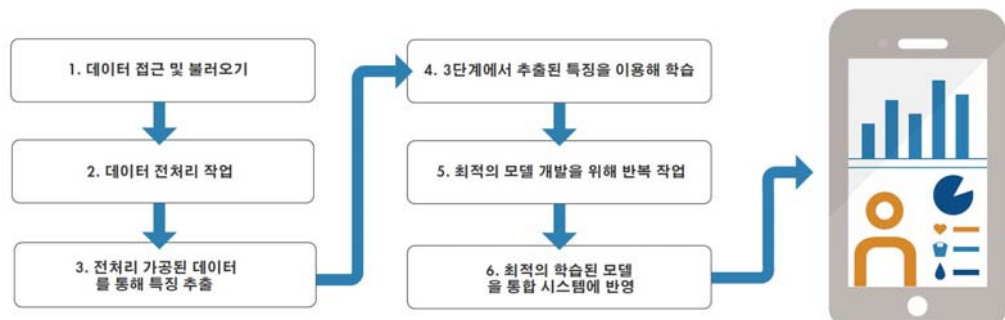 1. 데이터 접근 및 불러오기
2. 데이터 전처리 작업
3. 전처리 가공된 데이터
를 통해 특징 추출
4. 3단계에서 추출된 특징을 이용해 학습
5. 최적의 모델 개발을 위해 반복 작업
6. 최적의 학습된 모델
을 통합 시스템에 반영